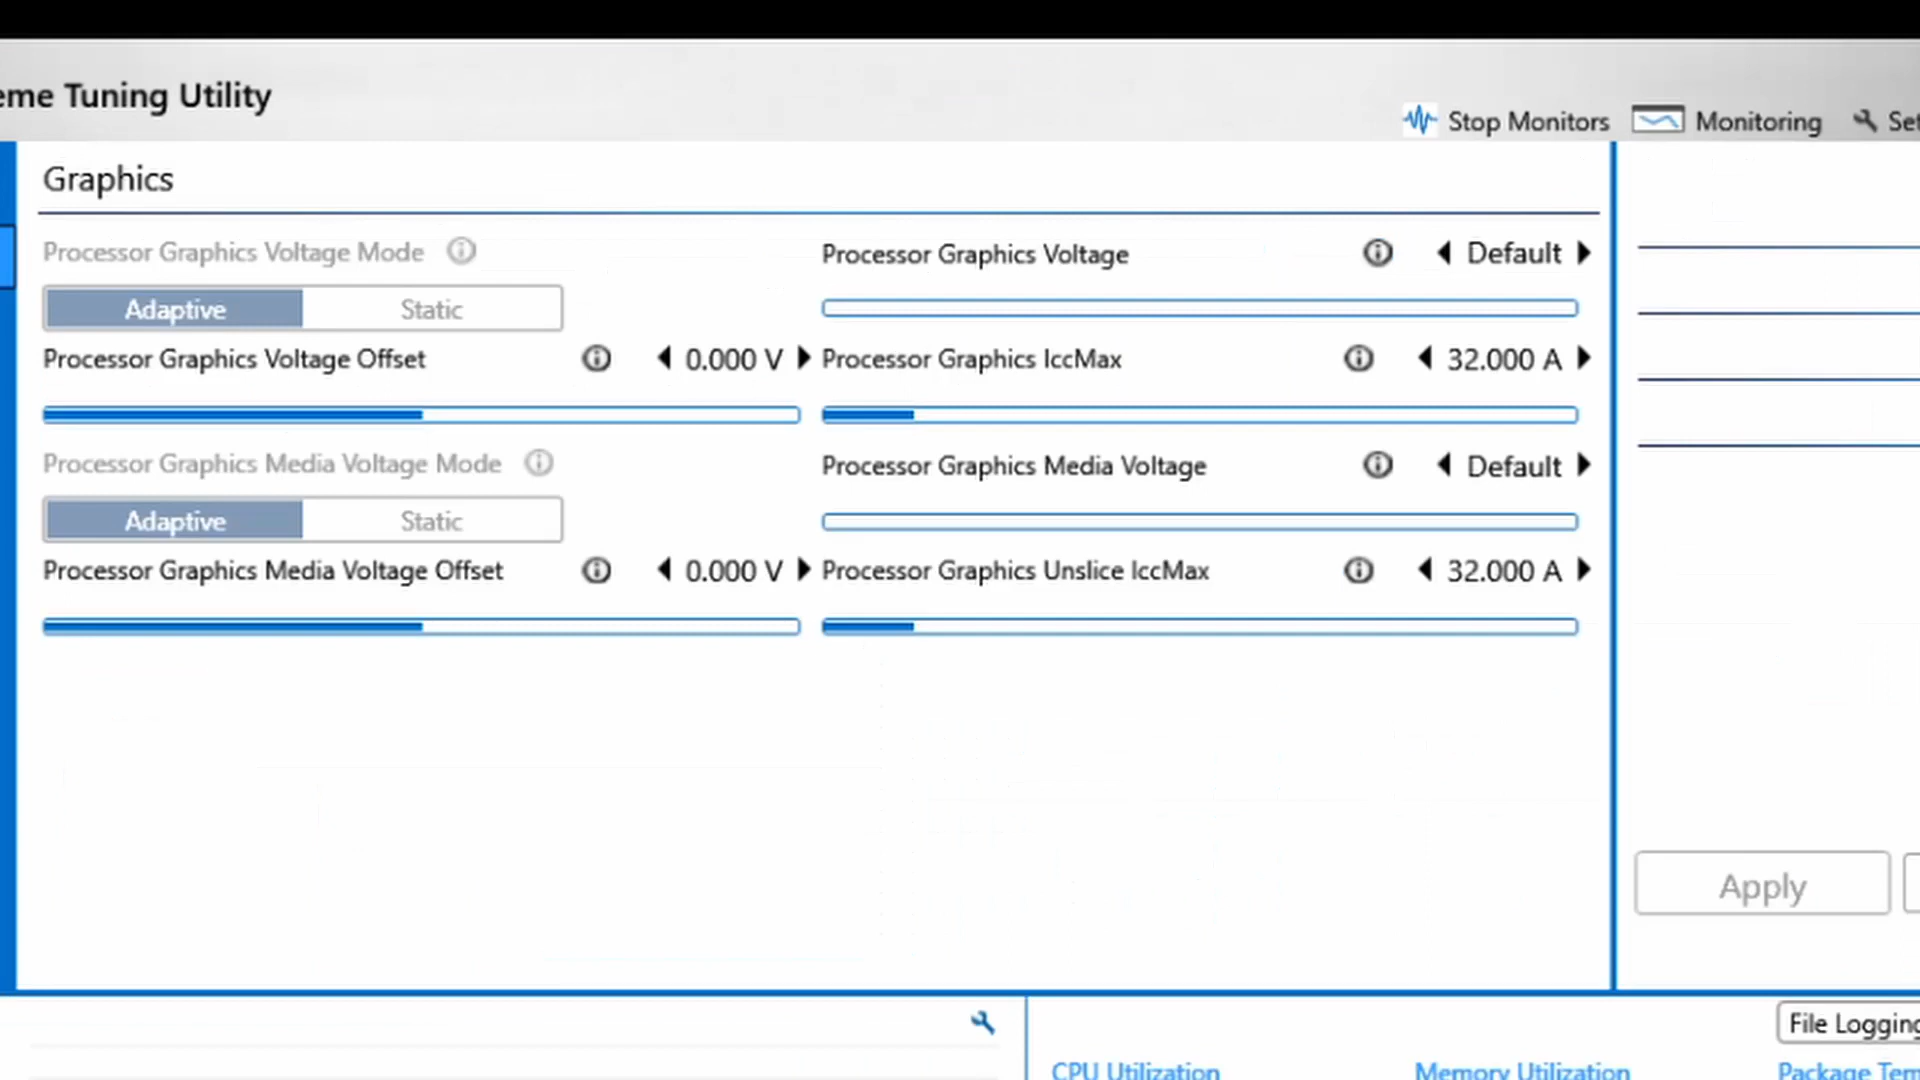 eme Tuning Utility
Stop Monitors Monitoring Set
Graphics
Processor Graphics Voltage Mode
Adaptive Static
Processor Graphics Voltage Default
Processor Graphics Voltage Offset 0.000 V
Processor Graphics IccMax 32.000 A
Processor Graphics Media Voltage Mode
Adaptive Static
Processor Graphics Media Voltage Default
Processor Graphics Media Voltage Offset 0.000 V
Processor Graphics Unslice IccMax 32.000 A
Apply
File Logging
CPU Utilization Memory Utilization Package Tem